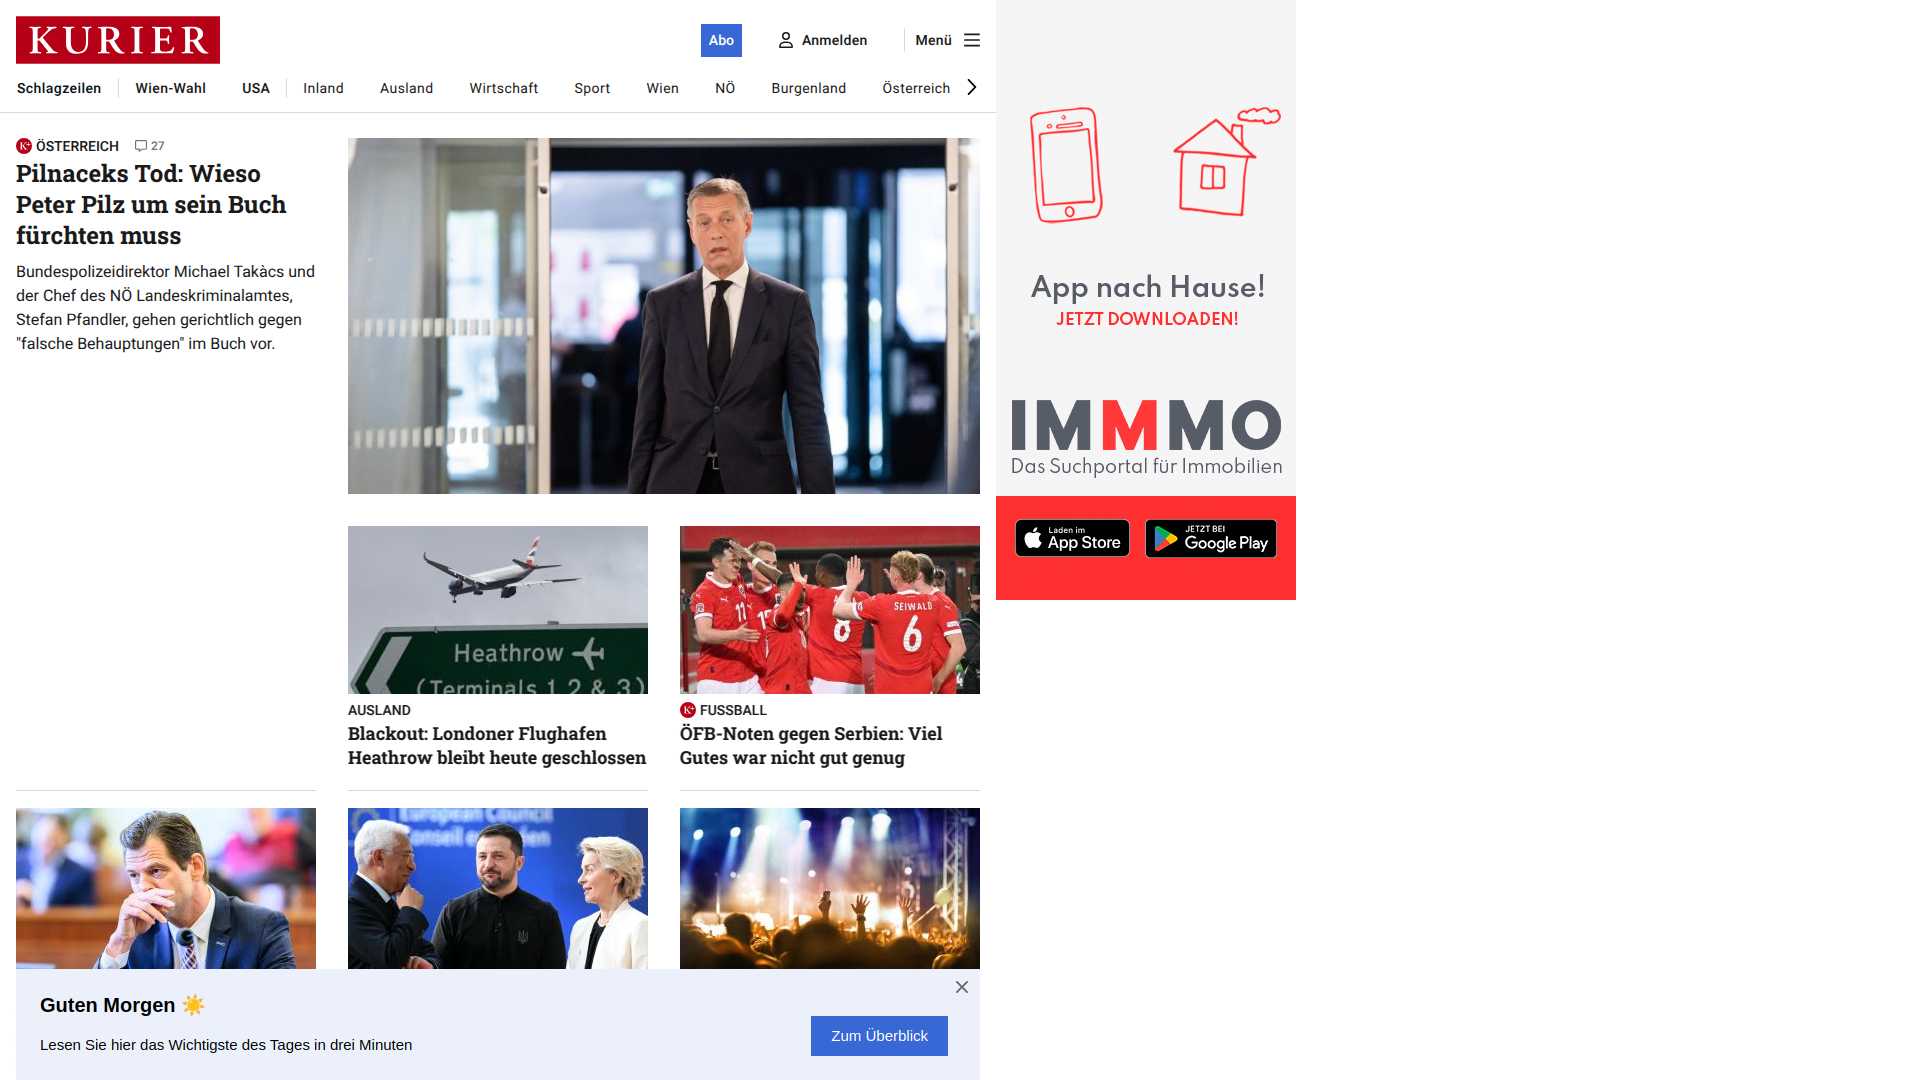 KURIER
Abo
Anmelden
Menü
Schlagzeilen
Wien-Wahl
USA
Inland
Ausland
Wirtschaft
Sport
Wien
NÖ
Burgenland
Österreich
K+ ÖSTERREICH 27
Pilnaceks Tod: Wieso
Peter Pilz um sein Buch
fürchten muss
Bundespolizeidirektor Michael Takàcs und
der Chef des NÖ Landeskriminalamtes,
Stefan Pfandler, gehen gerichtlich gegen
"falsche Behauptungen" im Buch vor.
Heathrow
(Terminals 1, 2 & 3)
AUSLAND
Blackout: Londoner Flughafen
Heathrow bleibt heute geschlossen
11
8
SEIWALD
6
K+ FUSSBALL
ÖFB-Noten gegen Serbien: Viel
Gutes war nicht gut genug
European Council
Guten Morgen ☀️
Lesen Sie hier das Wichtigste des Tages in drei Minuten
Zum Überblick
App nach Hause!
JETZT DOWNLOADEN!
IMMMO
Das Suchportal für Immobilien
Laden im
App Store
JETZT BEI
Google Play